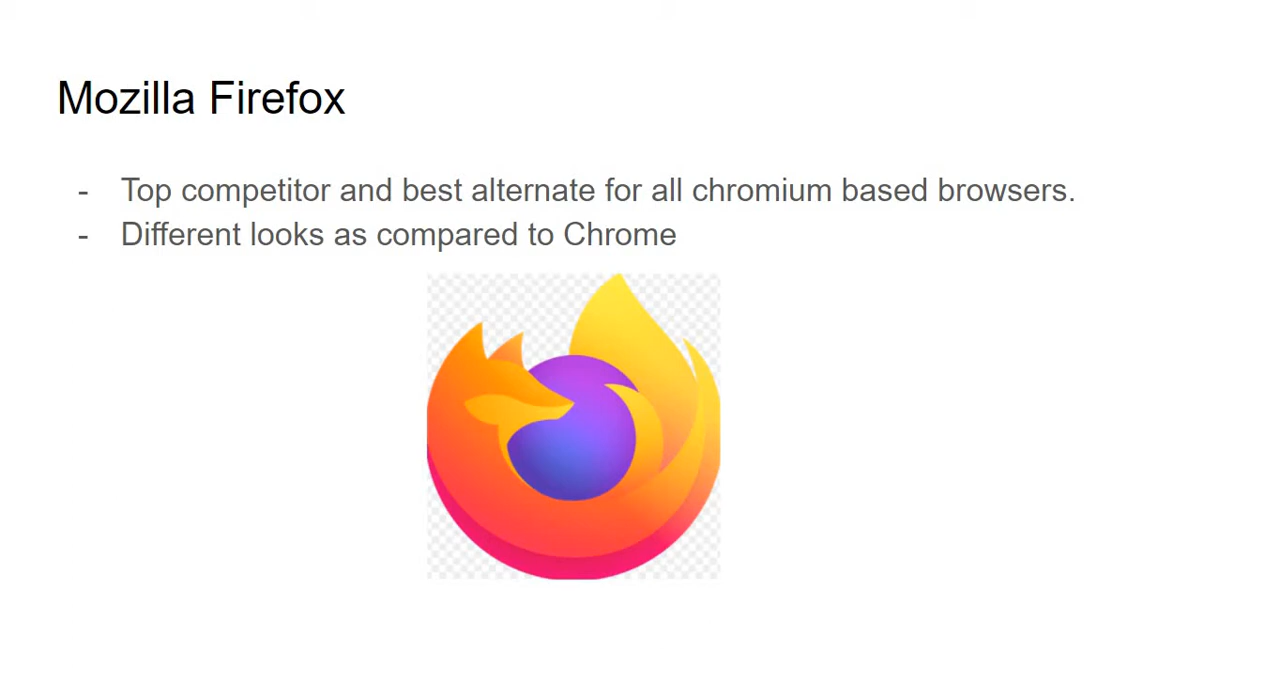 Mozilla Firefox
- Top competitor and best alternate for all chromium based browsers.
- Different looks as compared to Chrome